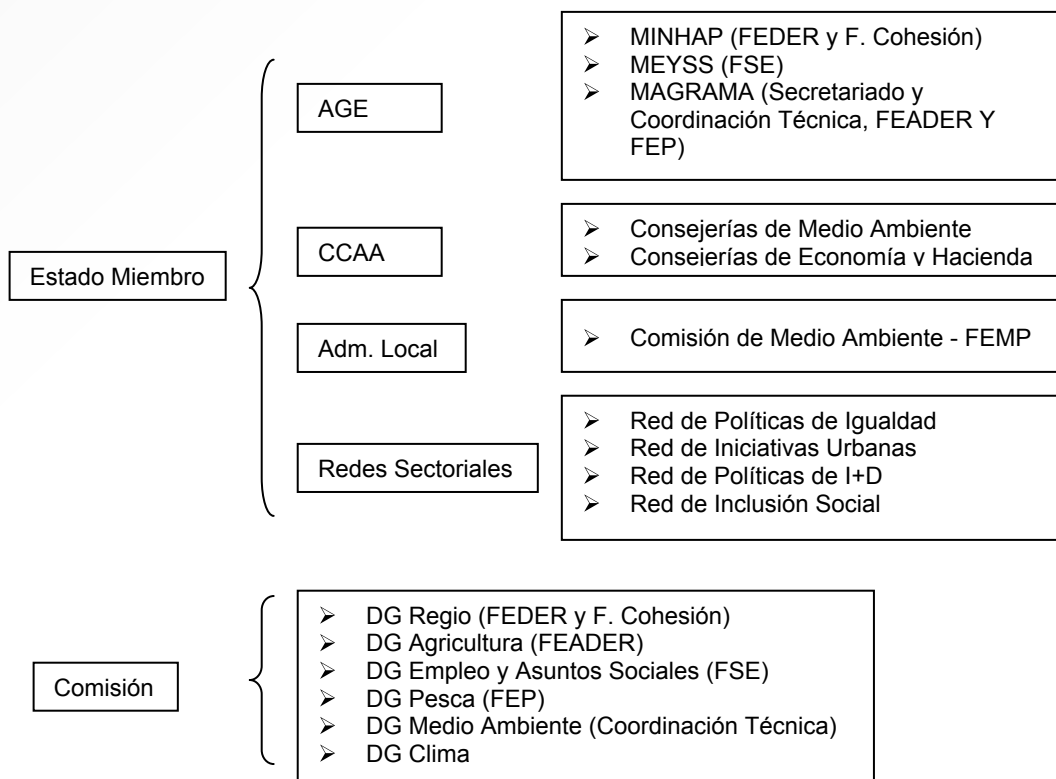 Estado Miembro
AGE
➢ MINHAP (FEDER y F. Cohesión)
➢ MEYSS (FSE)
➢ MAGRAMA (Secretariado y
Coordinación Técnica, FEADER Y
FEP)
CCAA
➢ Consejerías de Medio Ambiente
➢ Consejerías de Economía y Hacienda
Adm. Local
➢ Comisión de Medio Ambiente - FEMP
Redes Sectoriales
➢ Red de Políticas de Igualdad
➢ Red de Iniciativas Urbanas
➢ Red de Políticas de I+D
➢ Red de Inclusión Social
Comisión
➢ DG Regio (FEDER y F. Cohesión)
➢ DG Agricultura (FEADER)
➢ DG Empleo y Asuntos Sociales (FSE)
➢ DG Pesca (FEP)
➢ DG Medio Ambiente (Coordinación Técnica)
➢ DG Clima